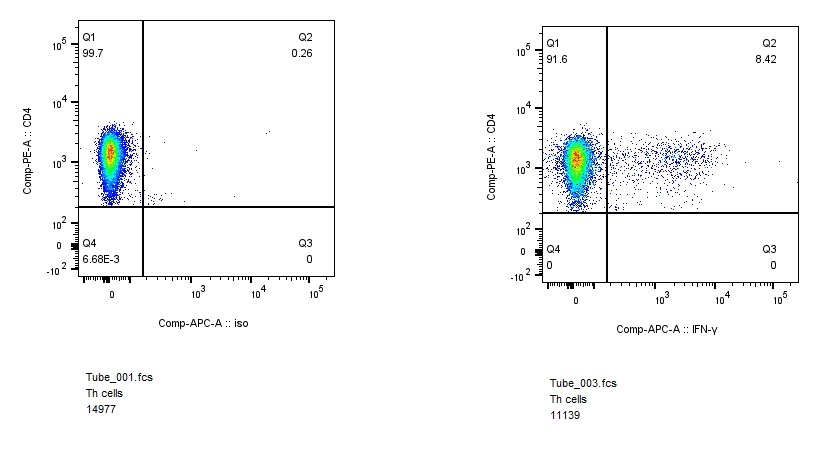 Q1
99.7
Q2
0.26
Q4
6.68E-3
Q3
0
10^5
10^4
10^3
10^2
0
-10^2
0
10^3
10^4
10^5
Comp-PE-A :: CD4
Comp-APC-A :: iso
Tube_001.fcs
Th cells
14977
Q1
91.6
Q2
8.42
Q4
0
Q3
0
10^5
10^4
10^3
10^2
0
-10^2
0
10^3
10^4
10^5
Comp-PE-A :: CD4
Comp-APC-A :: IFN-γ
Tube_003.fcs
Th cells
11139